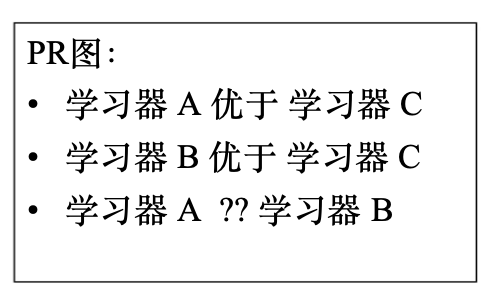 PR图：
• 学习器 A 优于 学习器 C
• 学习器 B 优于 学习器 C
• 学习器 A ?? 学习器 B